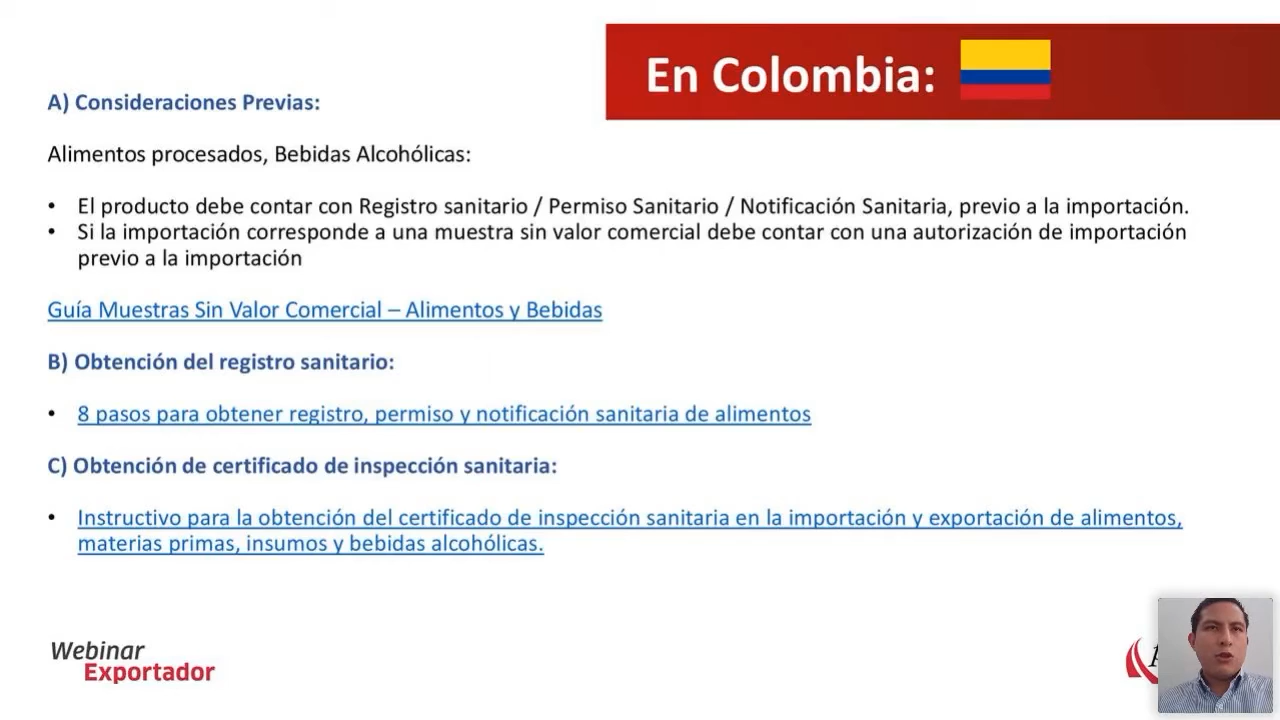 En Colombia:
A) Consideraciones Previas:
Alimentos procesados, Bebidas Alcohólicas:
• El producto debe contar con Registro sanitario / Permiso Sanitario / Notificación Sanitaria, previo a la importación.
• Si la importación corresponde a una muestra sin valor comercial debe contar con una autorización de importación
previo a la importación
Guía Muestras Sin Valor Comercial – Alimentos y Bebidas
B) Obtención del registro sanitario:
• 8 pasos para obtener registro, permiso y notificación sanitaria de alimentos
C) Obtención de certificado de inspección sanitaria:
• Instructivo para la obtención del certificado de inspección sanitaria en la importación y exportación de alimentos,
materias primas, insumos y bebidas alcohólicas.
Webinar
Exportador